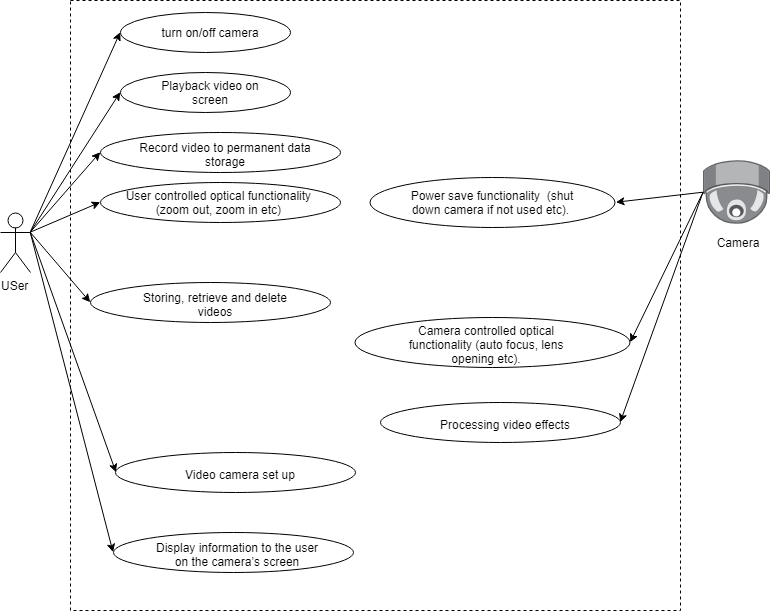 turn on/off camera
Playback video on
screen
Record video to permanent data
storage
User controlled optical functionality
(zoom out, zoom in etc)
Power save functionality (shut
down camera if not used etc).
Camera
USer
Storing, retrieve and delete
videos
Camera controlled optical
functionality (auto focus, lens
opening etc).
Processing video effects
Video camera set up
Display information to the user
on the camera's screen